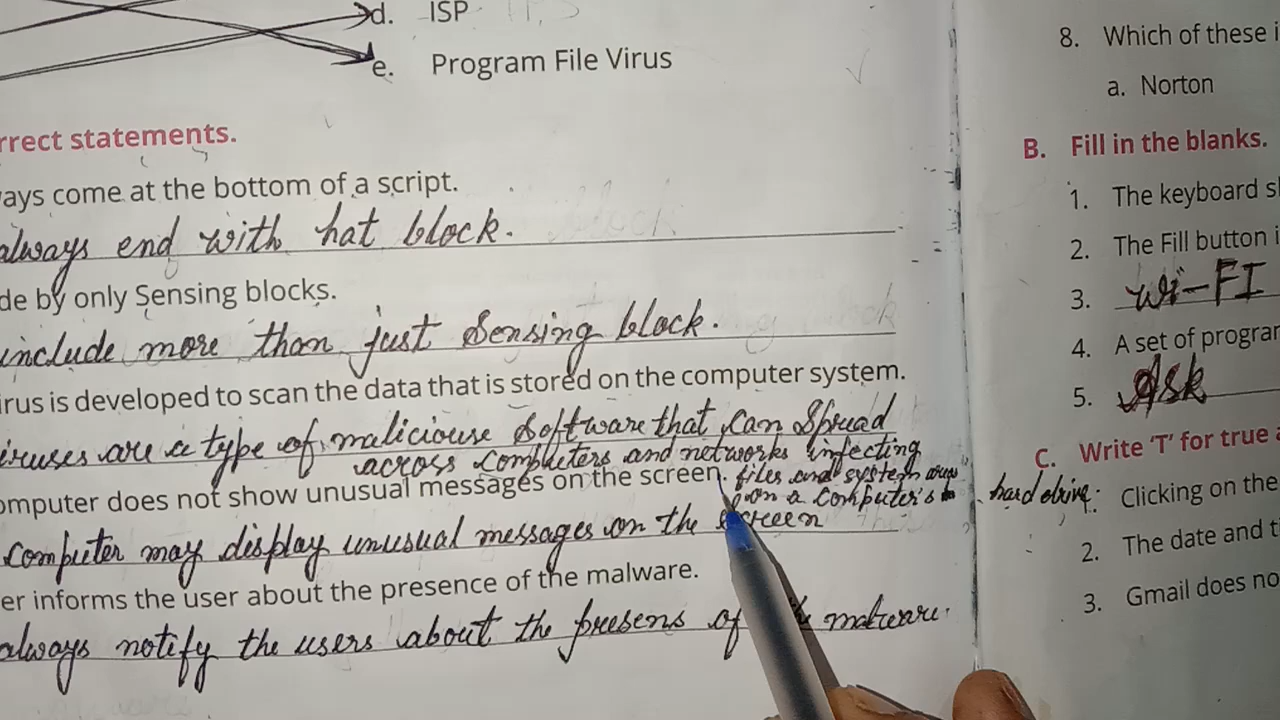 d. ISP
e. Program File Virus
rrect statements.
ays come at the bottom of a script.
always end with hat block.
de by only Sensing blocks.
include more than just Sensing block.
irus is developed to scan the data that is stored on the computer system.
iruses are a type of maliciouse Software that can Spread
across Computers and networks infecting
files and system
on a Computer's hard drive.
omputer does not show unusual messages on the screen.
computer may display unusual messages on the screen
er informs the user about the presence of the malware.
always notify the users about the presens of malware.
8. Which of these i
a. Norton
B. Fill in the blanks.
1. The keyboard sl
2. The Fill button i
3. Wi-FI
4. A set of program
5. Ask
C. Write 'T' for true a
1. Clicking on the
2. The date and t
3. Gmail does no